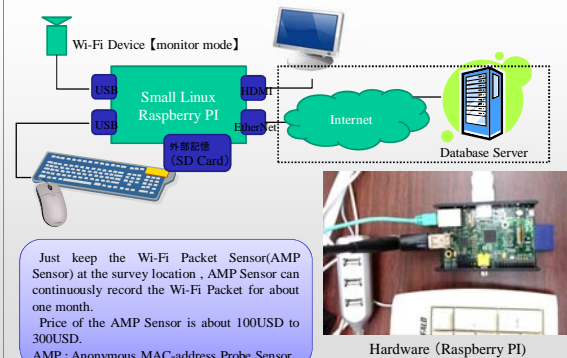 Wi-Fi Device【monitor mode】
USB
HDMI
Small Linux
Raspberry PI
USB
EtherNet
Internet
外部記憶
(SD Card)
Database Server
Just keep the Wi-Fi Packet Sensor(AMP
Sensor) at the survey location , AMP Sensor can
continuously record the Wi-Fi Packet for about
one month.
Price of the AMP Sensor is about 100USD to
300USD.
AMP : Anonymous MAC-address Probe Sensor
Hardware (Raspberry PI)